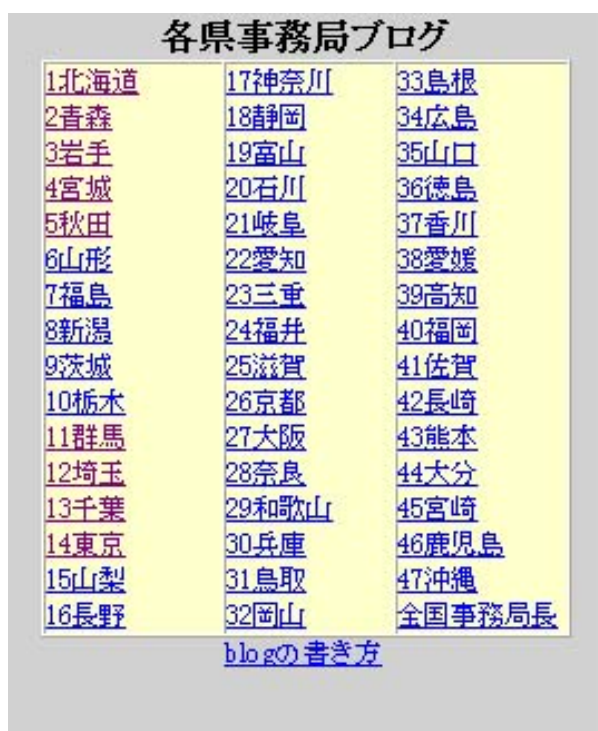 各県事務局ブログ
1北海道 17神奈川 33島根
2青森 18静岡 34広島
3岩手 19富山 35山口
4宮城 20石川 36徳島
5秋田 21岐阜 37香川
6山形 22愛知 38愛媛
7福島 23三重 39高知
8新潟 24福井 40福岡
9茨城 25滋賀 41佐賀
10栃木 26京都 42長崎
11群馬 27大阪 43熊本
12埼玉 28奈良 44大分
13千葉 29和歌山 45宮崎
14東京 30兵庫 46鹿児島
15山梨 31鳥取 47沖縄
16長野 32岡山 全国事務局長
blogの書き方